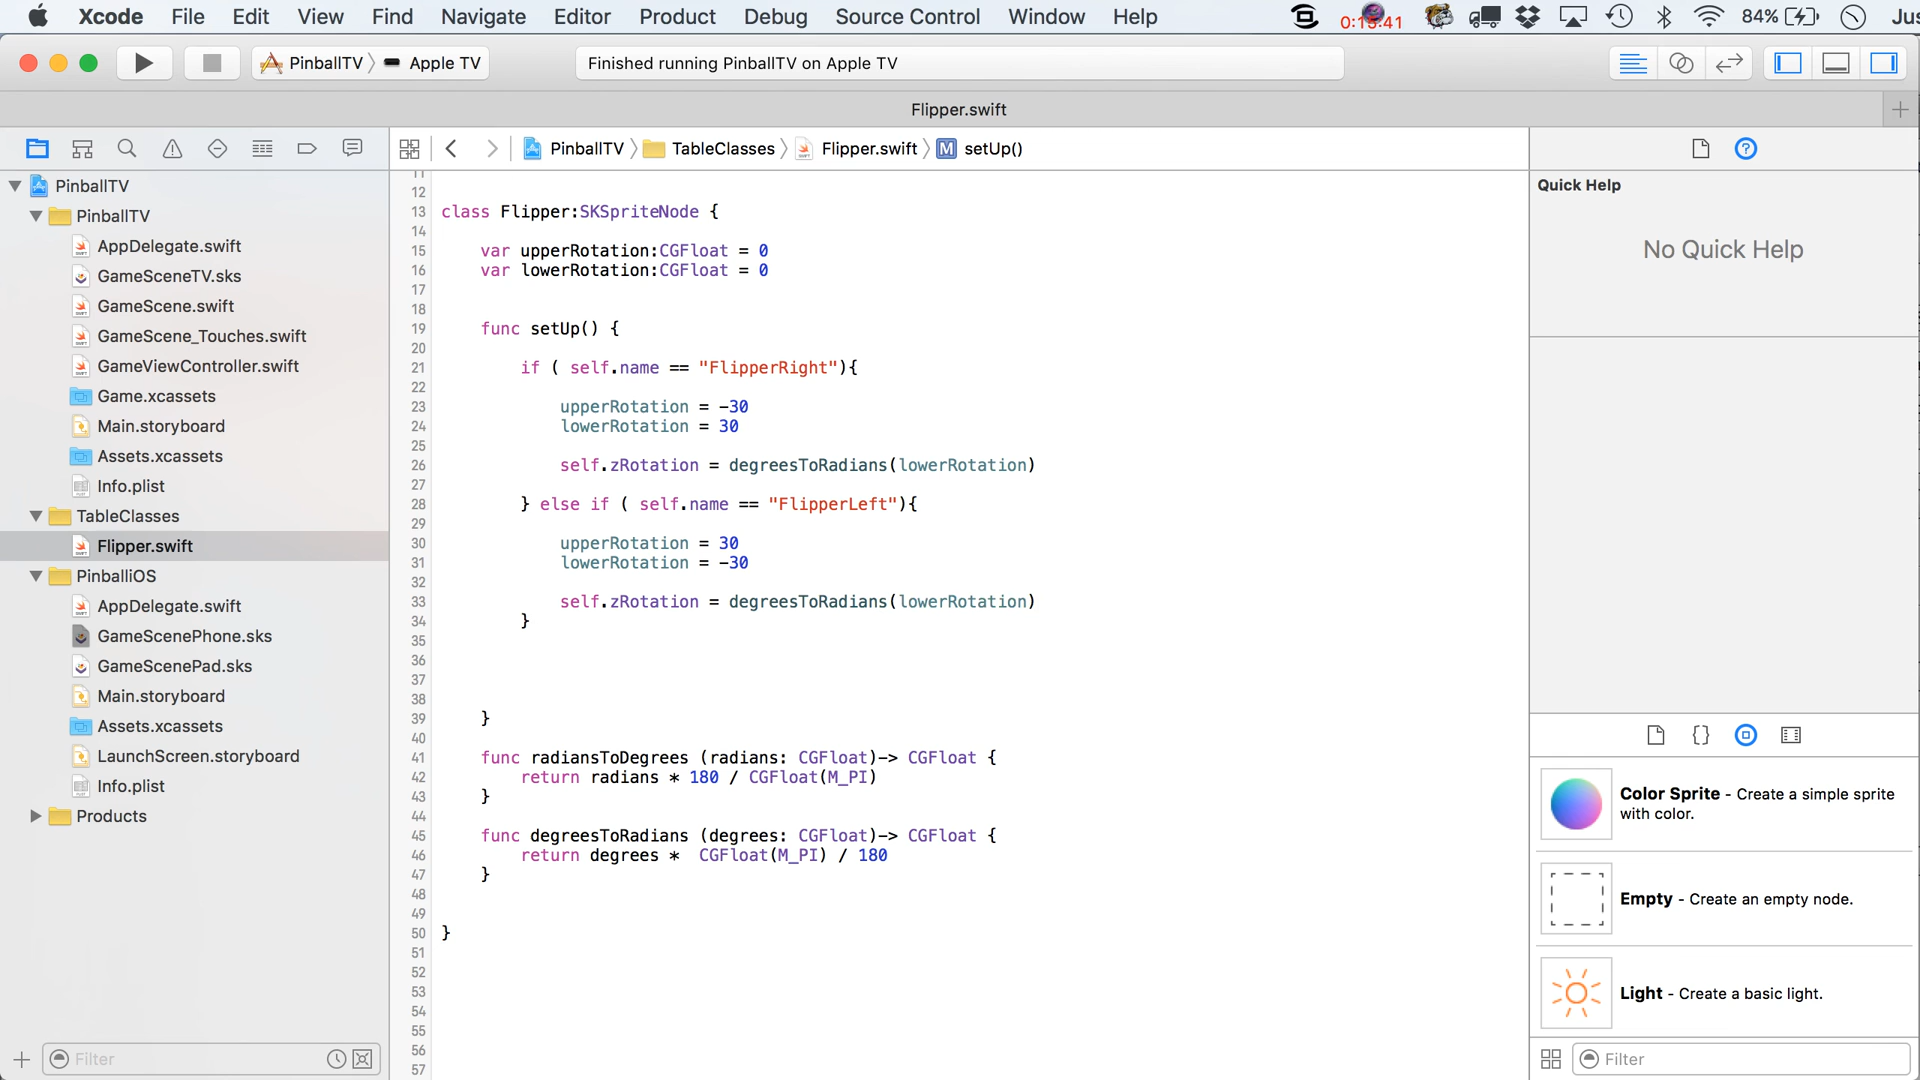 Xcode File Edit View Find Navigate Editor Product Debug Source Control Window Help 84% Jus
PinballTV Apple TV Finished running PinballTV on Apple TV
Flipper.swift
PinballTV TableClasses Flipper.swift M setUp()
PinballTV
PinballTV
AppDelegate.swift
GameSceneTV.sks
GameScene.swift
GameScene_Touches.swift
GameViewController.swift
Game.xcassets
Main.storyboard
Assets.xcassets
Info.plist
TableClasses
Flipper.swift
PinballiOS
AppDelegate.swift
GameScenePhone.sks
GameScenePad.sks
Main.storyboard
Assets.xcassets
LaunchScreen.storyboard
Info.plist
Products
Filter
11
12
13 class Flipper:SKSpriteNode {
14
15 var upperRotation:CGFloat = 0
16 var lowerRotation:CGFloat = 0
17
18
19 func setUp() {
20
21 if ( self.name == "FlipperRight"){
22
23 upperRotation = -30
24 lowerRotation = 30
25
26 self.zRotation = degreesToRadians(lowerRotation)
27
28 } else if ( self.name == "FlipperLeft"){
29
30 upperRotation = 30
31 lowerRotation = -30
32
33 self.zRotation = degreesToRadians(lowerRotation)
34 }
35
36
37
38
39 }
40
41 func radiansToDegrees (radians: CGFloat)-> CGFloat {
42 return radians * 180 / CGFloat(M_PI)
43 }
44
45 func degreesToRadians (degrees: CGFloat)-> CGFloat {
46 return degrees *  CGFloat(M_PI) / 180
47 }
48
49
50 }
51
52
53
54
55
56
57
Quick Help
No Quick Help
Color Sprite - Create a simple sprite
with color.
Empty - Create an empty node.
Light - Create a basic light.
Filter